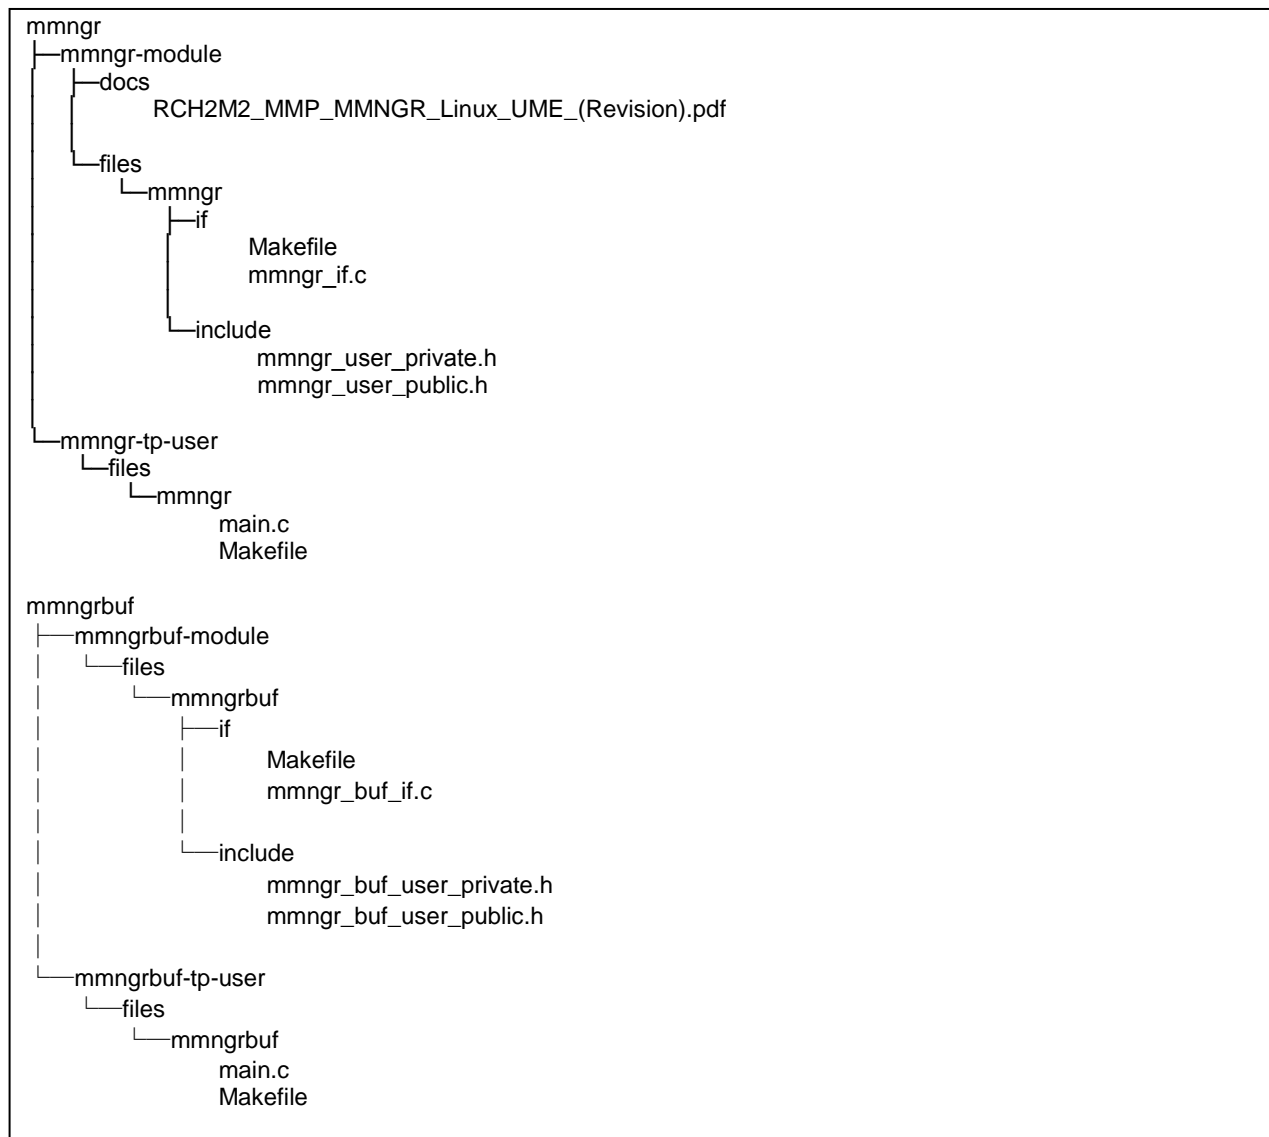 mmngr
mmngr-module
docs
RCH2M2_MMP_MMNGR_Linux_UME_(Revision).pdf
files
mmngr
if
Makefile
mmngr_if.c
include
mmngr_user_private.h
mmngr_user_public.h
mmngr-tp-user
files
mmngr
main.c
Makefile
mmngrbuf
mmngrbuf-module
files
mmngrbuf
if
Makefile
mmngr_buf_if.c
include
mmngr_buf_user_private.h
mmngr_buf_user_public.h
mmngrbuf-tp-user
files
mmngrbuf
main.c
Makefile